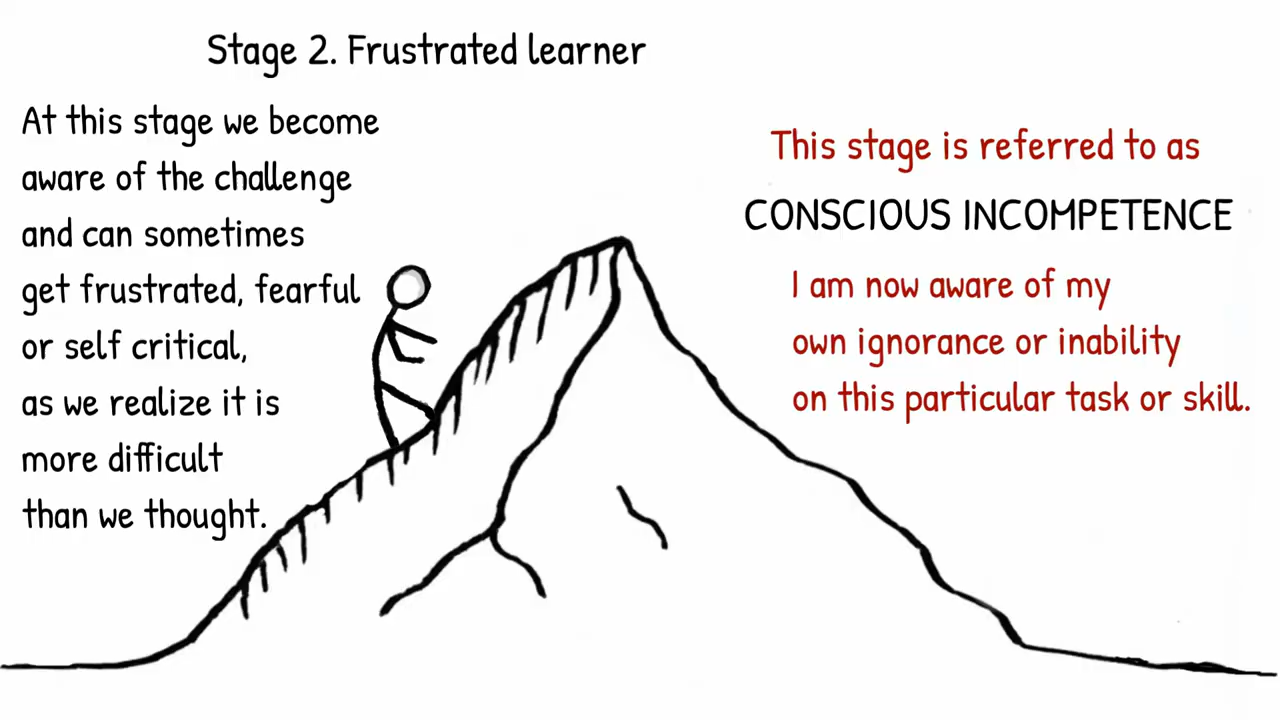 Stage 2. Frustrated learner
At this stage we become
aware of the challenge
and can sometimes
get frustrated, fearful
or self critical,
as we realize it is
more difficult
than we thought.
This stage is referred to as
CONSCIOUS INCOMPETENCE
I am now aware of my
own ignorance or inability
on this particular task or skill.